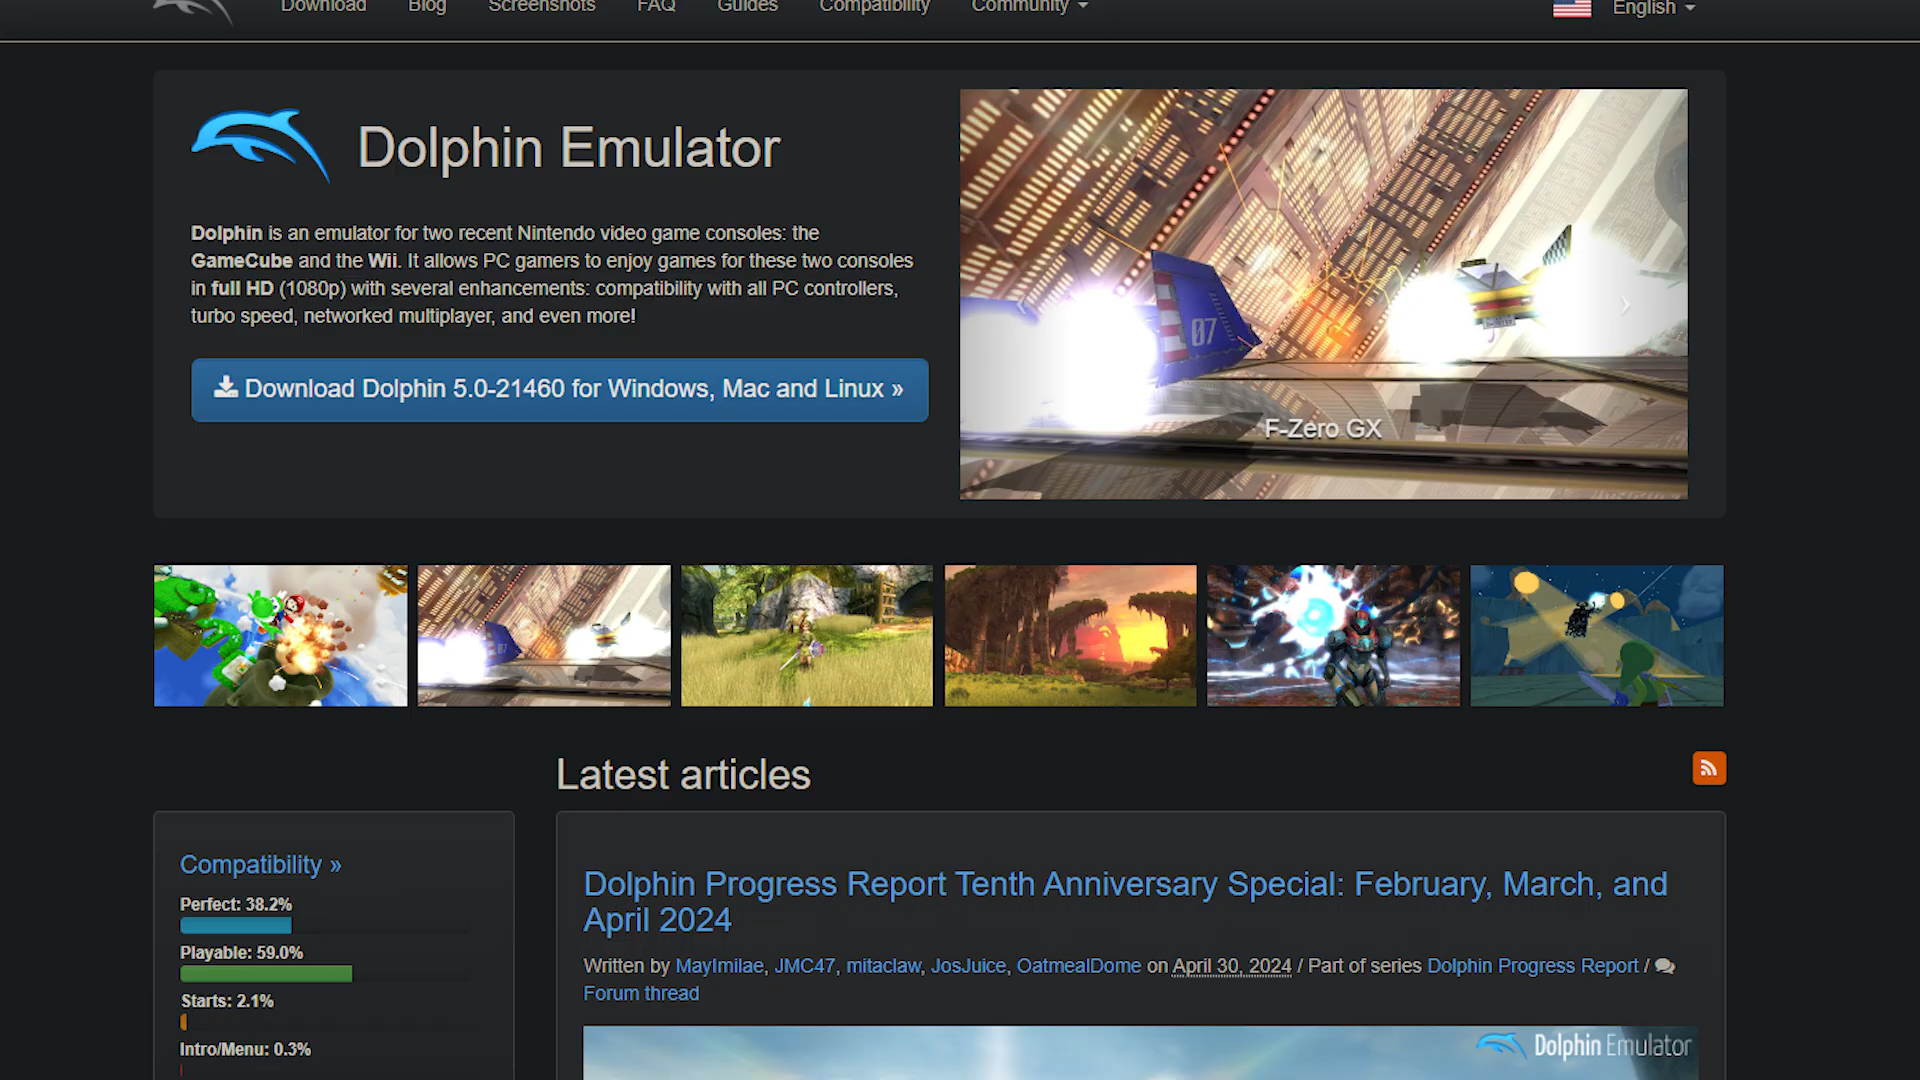 Download Blog Screenshots FAQ Guides Compatibility Community English
Dolphin Emulator
Dolphin is an emulator for two recent Nintendo video game consoles: the
GameCube and the Wii. It allows PC gamers to enjoy games for these two consoles
in full HD (1080p) with several enhancements: compatibility with all PC controllers,
turbo speed, networked multiplayer, and even more!
Download Dolphin 5.0-21460 for Windows, Mac and Linux »
07
F-Zero GX
Latest articles
Compatibility »
Perfect: 38.2%
Playable: 59.0%
Starts: 2.1%
Intro/Menu: 0.3%
Dolphin Progress Report Tenth Anniversary Special: February, March, and
April 2024
Written by MayImilae, JMC47, mitaclaw, JosJuice, OatmealDome on April 30, 2024 / Part of series Dolphin Progress Report /
Forum thread
Dolphin Emulator